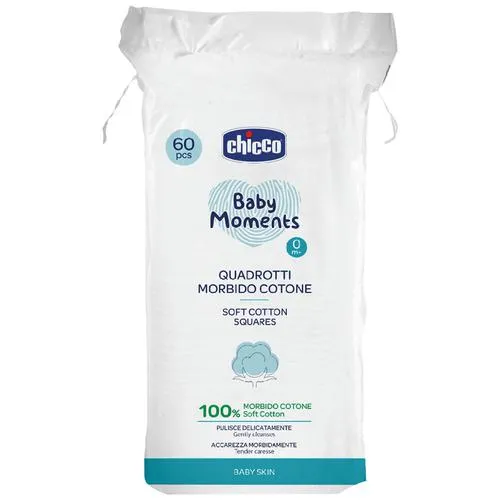 60
pcs
chicco
Baby
Moments
0
m+
QUADROTTI
MORBIDO COTONE
SOFT COTTON
SQUARES
100% MORBIDO COTONE
Soft Cotton
PULISCE DELICATAMENTE
Gently cleanses
ACCAREZZA MORBIDAMENTE
Tender caresse
BABY SKIN